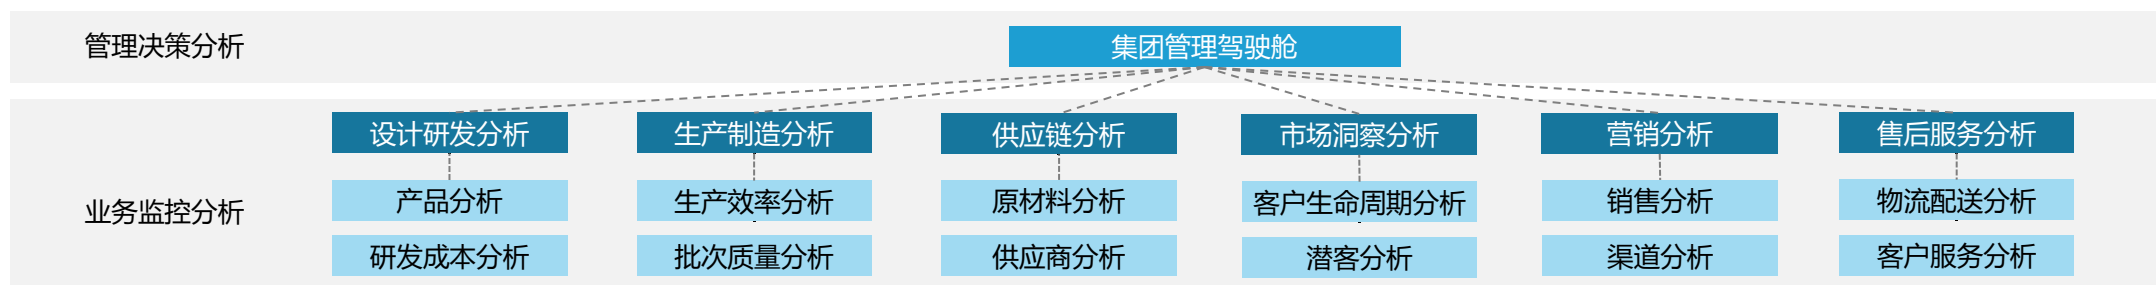 管理决策分析
集团管理驾驶舱
业务监控分析
设计研发分析
生产制造分析
供应链分析
市场洞察分析
营销分析
售后服务分析
产品分析
生产效率分析
原材料分析
客户生命周期分析
销售分析
物流配送分析
研发成本分析
批次质量分析
供应商分析
潜客分析
渠道分析
客户服务分析